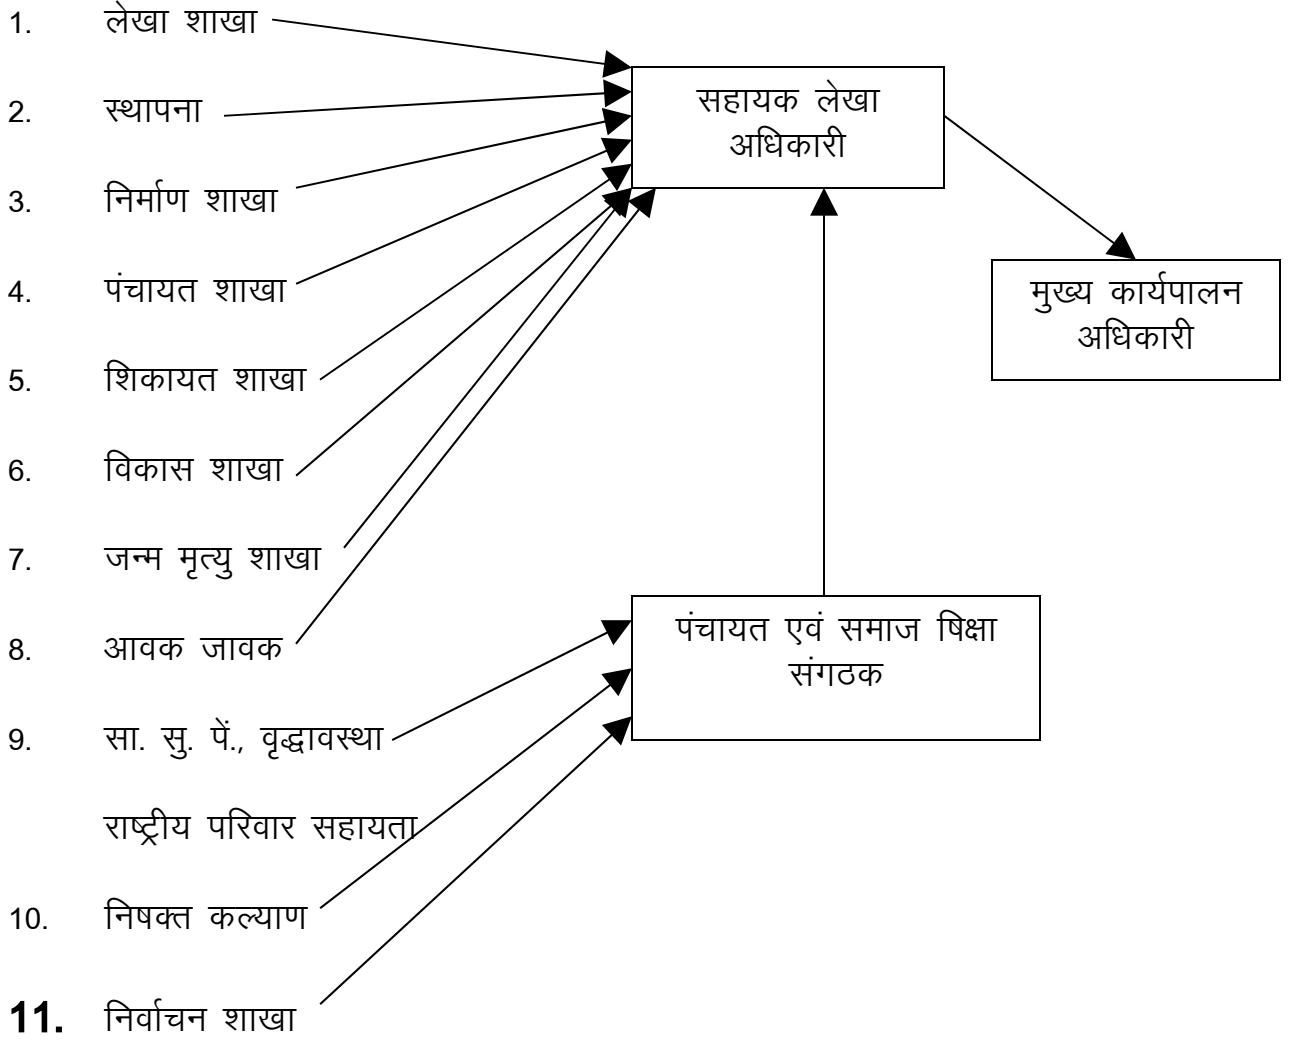 1. लेखा शाखा
2. स्थापना
3. निर्माण शाखा
4. पंचायत शाखा
5. शिकायत शाखा
6. विकास शाखा
7. जन्म मृत्यु शाखा
8. आवक जावक
9. सा. सु. पें., वृद्धावस्था
राष्ट्रीय परिवार सहायता
10. निषक्त कल्याण
11. निर्वाचन शाखा
सहायक लेखा
अधिकारी
मुख्य कार्यपालन
अधिकारी
पंचायत एवं समाज षिक्षा
संगठक